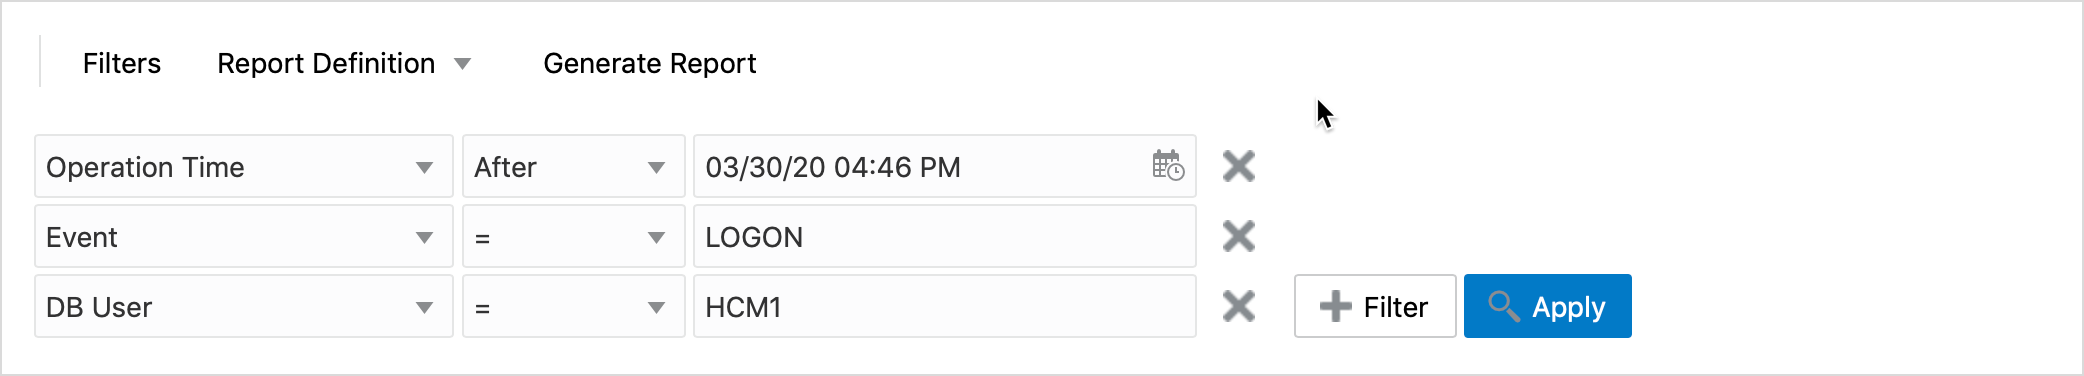 Filters Report Definition Generate Report
Operation Time After 03/30/20 04:46 PM
Event = LOGON
DB User = HCM1 Filter Apply